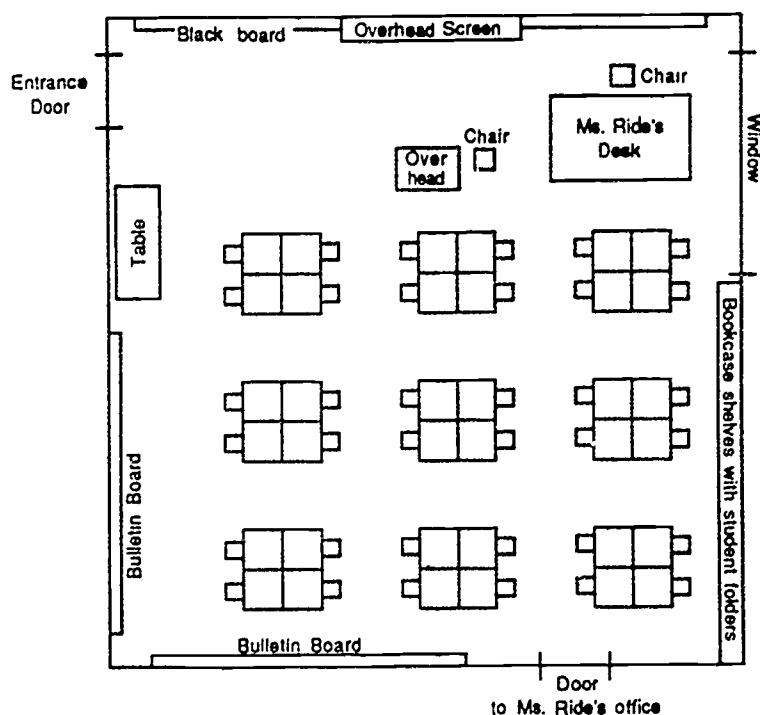 Black board
Overhead Screen
Entrance
Door
Chair
Ms. Ride's
Desk
Window
Chair
Over
head
Table
Bookcase shelves with student folders
Bulletin Board
Bulletin Board
Door
to Ms. Ride's office